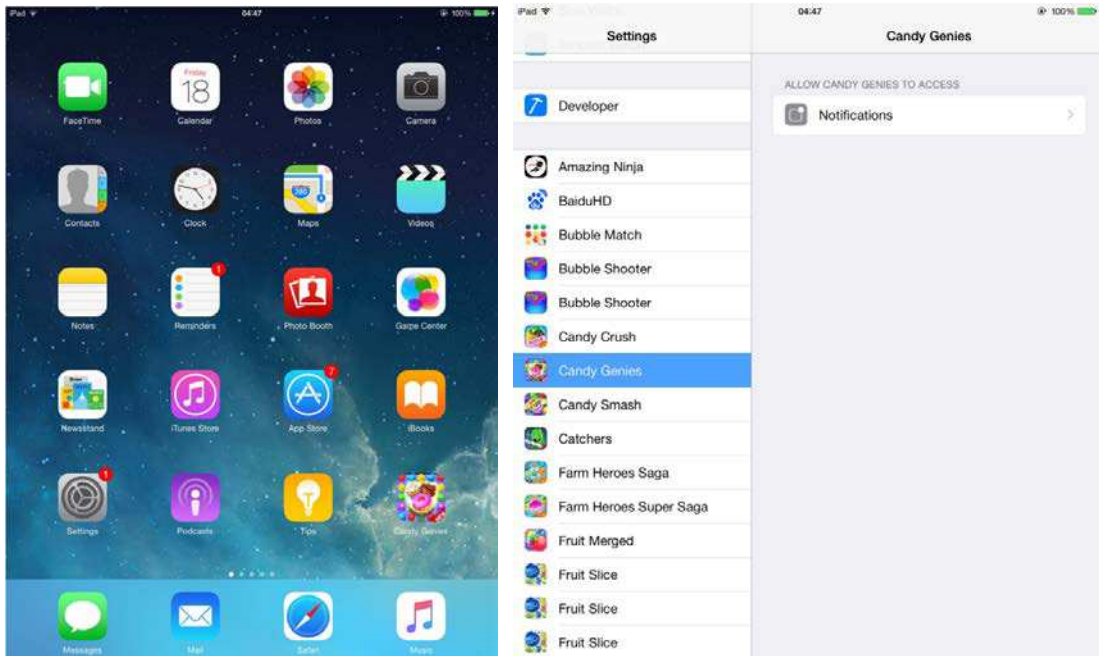 iPad 04:47 100%
Friday
18
FaceTime Calendar Photos Camera
280
Contacts Clock Maps Videos
1
Notes Reminders Photo Booth Game Center
7
Newsstand iTunes Store App Store iBooks
1
Settings Podcasts Tips Candy Genies
Messages Mail Safari Music
iPad 04:47 100%
Settings
Developer
Amazing Ninja
BaiduHD
Bubble Match
Bubble Shooter
Bubble Shooter
Candy Crush
Candy Genies
Candy Smash
Catchers
Farm Heroes Saga
Farm Heroes Super Saga
Fruit Merged
Fruit Slice
Fruit Slice
Fruit Slice
Candy Genies
ALLOW CANDY GENIES TO ACCESS
Notifications